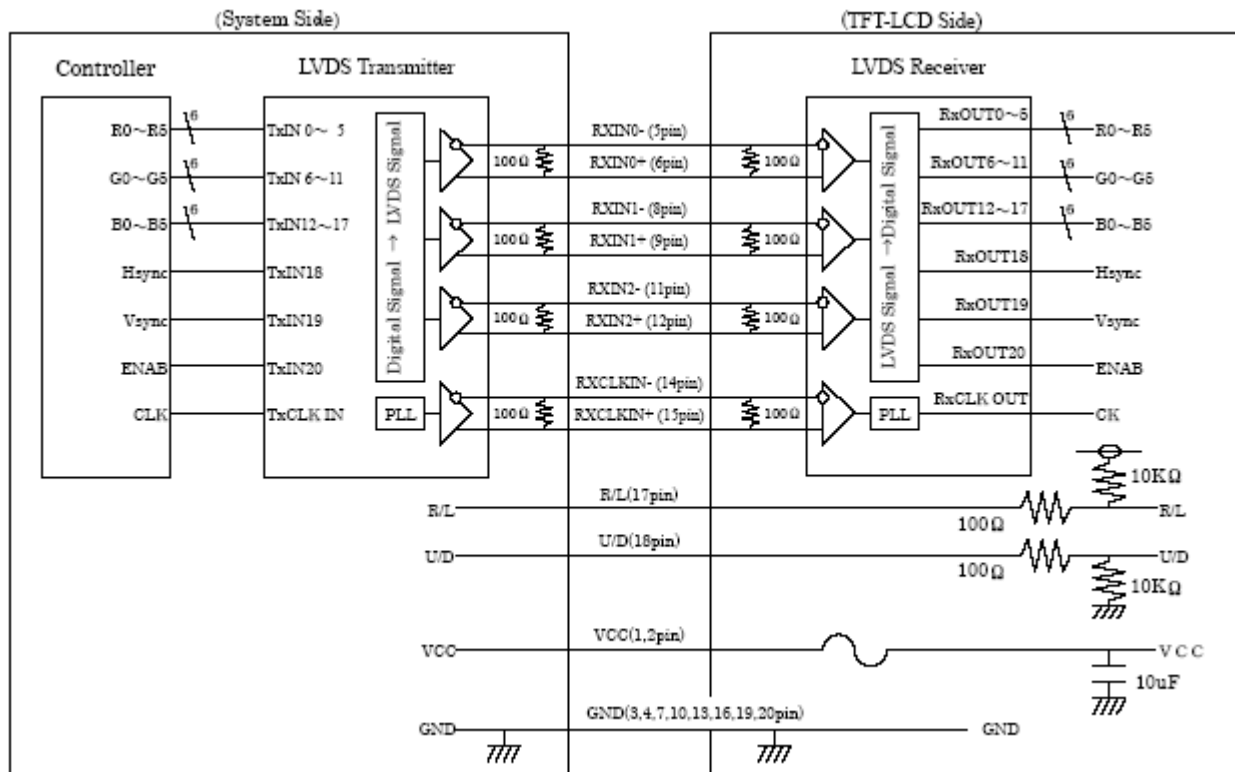 (System Side)
(TFT-LCD Side)
Controller
LVDS Transmitter
LVDS Receiver
R0～R5
6
TxIN 0～ 5
G0～G5
6
TxIN 6～11
B0～B5
6
TxIN12～17
Hsync
TxIN18
Vsync
TxIN19
ENAB
TxIN20
CLK
TxCLK IN
Digital Signal → LVDS Signal
PLL
100Ω
100Ω
100Ω
100Ω
RXIN0- (5pin)
RXIN0+ (6pin)
RXIN1- (8pin)
RXIN1+ (9pin)
RXIN2- (11pin)
RXIN2+ (12pin)
RXCLKIN- (14pin)
RXCLKIN+ (15pin)
100Ω
100Ω
100Ω
100Ω
LVDS Signal →Digital Signal
PLL
RxOUT0～5
6
R0～R5
RxOUT6～11
6
G0～G5
RxOUT12～17
6
B0～B5
RxOUT18
Hsync
RxOUT19
Vsync
RxOUT20
ENAB
RxCLK OUT
CK
10KΩ
R/L
R/L(17pin)
100Ω
R/L
U/D
U/D(18pin)
100Ω
U/D
10KΩ
VCC
VCC(1,2pin)
V C C
10uF
GND
GND(3,4,7,10,13,16,19,20pin)
GND